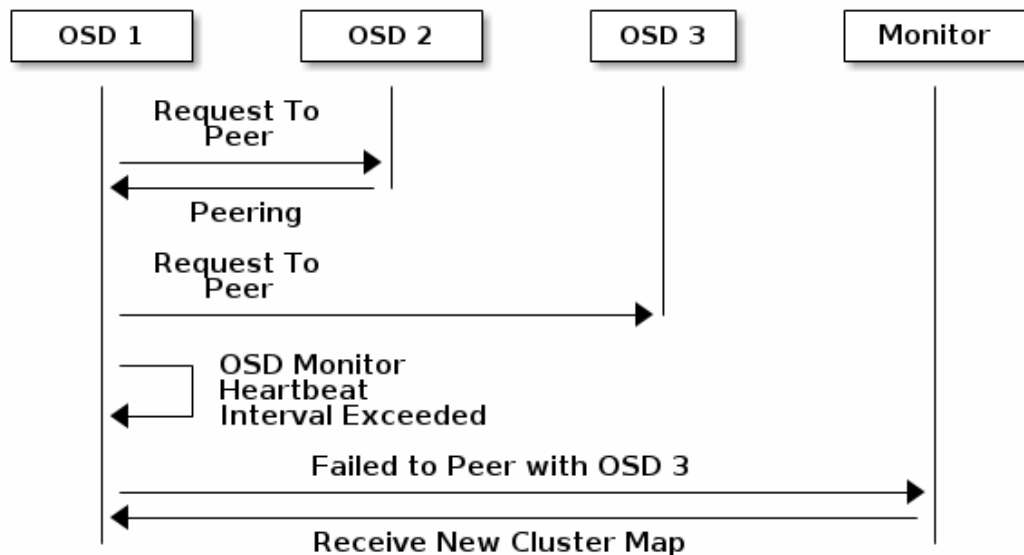 OSD 1
OSD 2
OSD 3
Monitor
Request To
Peer
Peering
Request To
Peer
OSD Monitor
Heartbeat
Interval Exceeded
Failed to Peer with OSD 3
Receive New Cluster Map